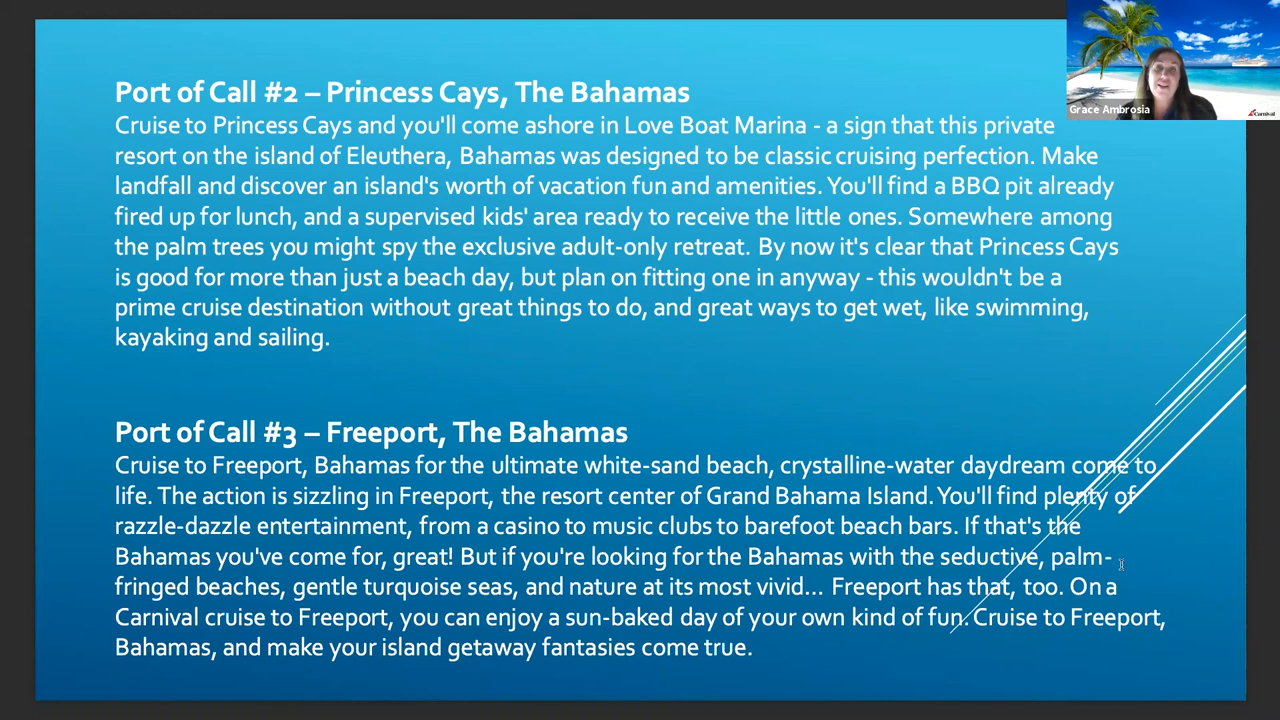 Port of Call #2 – Princess Cays, The Bahamas
Cruise to Princess Cays and you'll come ashore in Love Boat Marina - a sign that this private
resort on the island of Eleuthera, Bahamas was designed to be classic cruising perfection. Make
landfall and discover an island's worth of vacation fun and amenities. You'll find a BBQ pit already
fired up for lunch, and a supervised kids' area ready to receive the little ones. Somewhere among
the palm trees you might spy the exclusive adult-only retreat. By now it's clear that Princess Cays
is good for more than just a beach day, but plan on fitting one in anyway - this wouldn't be a
prime cruise destination without great things to do, and great ways to get wet, like swimming,
kayaking and sailing.
Port of Call #3 – Freeport, The Bahamas
Cruise to Freeport, Bahamas for the ultimate white-sand beach, crystalline-water daydream come to
life. The action is sizzling in Freeport, the resort center of Grand Bahama Island. You'll find plenty of
razzle-dazzle entertainment, from a casino to music clubs to barefoot beach bars. If that's the
Bahamas you've come for, great! But if you're looking for the Bahamas with the seductive, palm-
fringed beaches, gentle turquoise seas, and nature at its most vivid... Freeport has that, too. On a
Carnival cruise to Freeport, you can enjoy a sun-baked day of your own kind of fun. Cruise to Freeport,
Bahamas, and make your island getaway fantasies come true.
Grace Ambrosia
Carnival